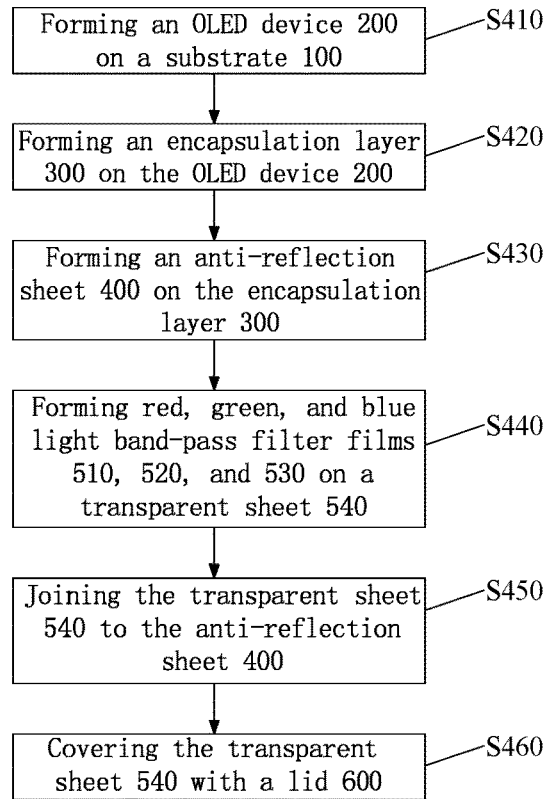 Forming an OLED device 200
on a substrate 100
S410
Forming an encapsulation layer
300 on the OLED device 200
S420
Forming an anti-reflection
sheet 400 on the encapsulation
layer 300
S430
Forming red, green, and blue
light band-pass filter films
510, 520, and 530 on a
transparent sheet 540
S440
Joining the transparent sheet
540 to the anti-reflection
sheet 400
S450
Covering the transparent
sheet 540 with a lid 600
S460